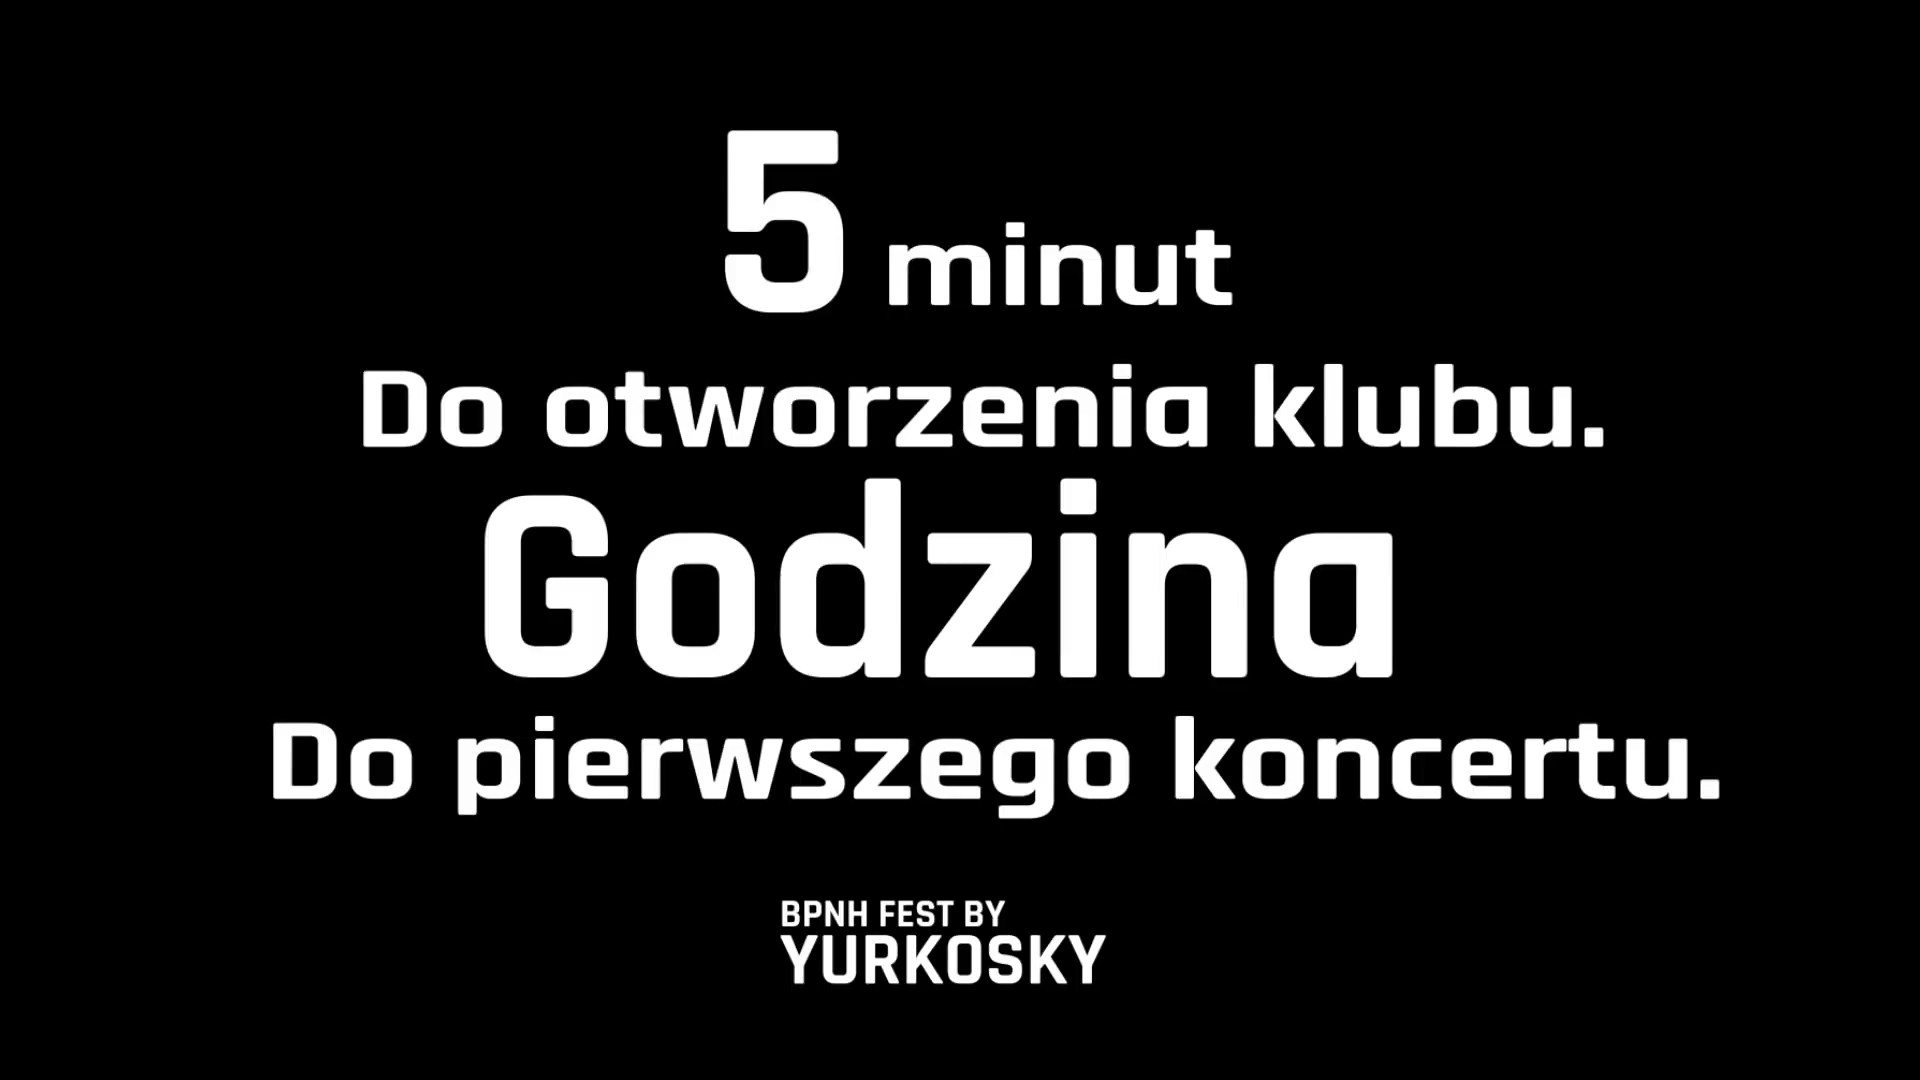 5 minut
Do otworzenia klubu.
Godzina
Do pierwszego koncertu.
BPNH FEST BY
YURKOSKY